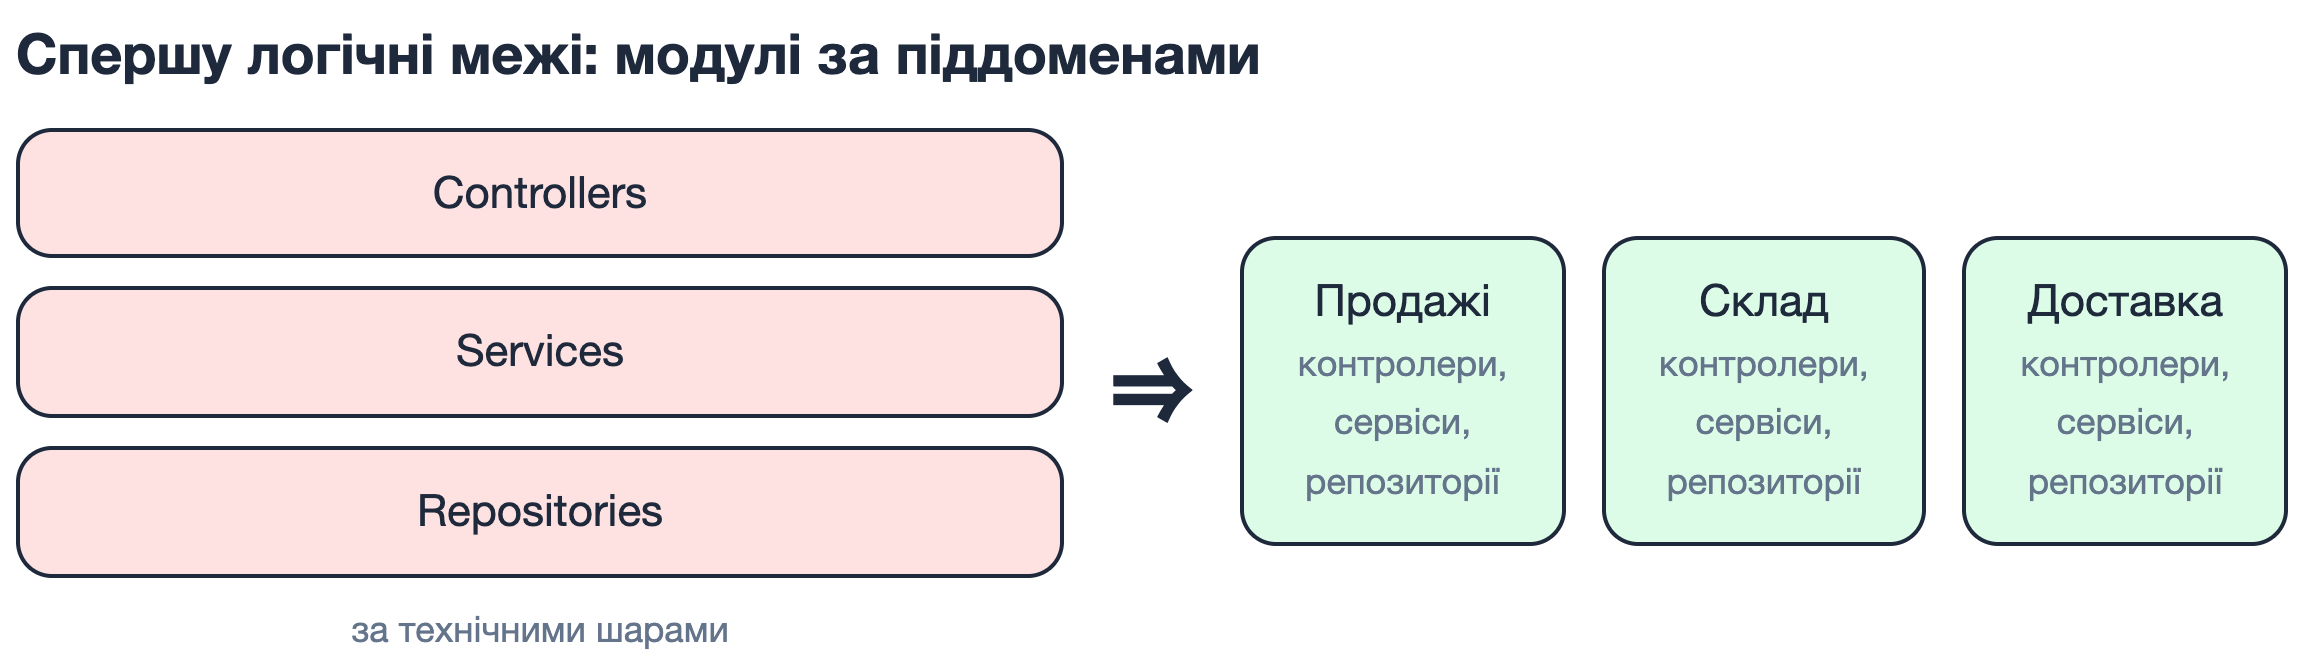 Спершу логічні межі: модулі за піддоменами
Controllers
Services
Repositories
за технічними шарами
⇒
Продажі
контролери,
сервіси,
репозиторії
Склад
контролери,
сервіси,
репозиторії
Доставка
контролери,
сервіси,
репозиторії